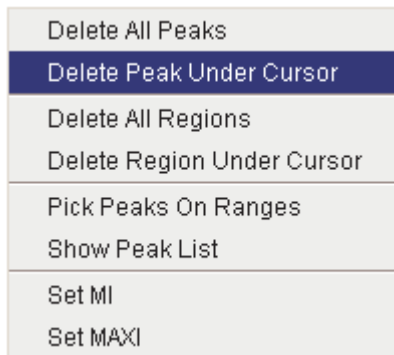 Delete All Peaks
Delete Peak Under Cursor
Delete All Regions
Delete Region Under Cursor
Pick Peaks On Ranges
Show Peak List
Set MI
Set MAXI